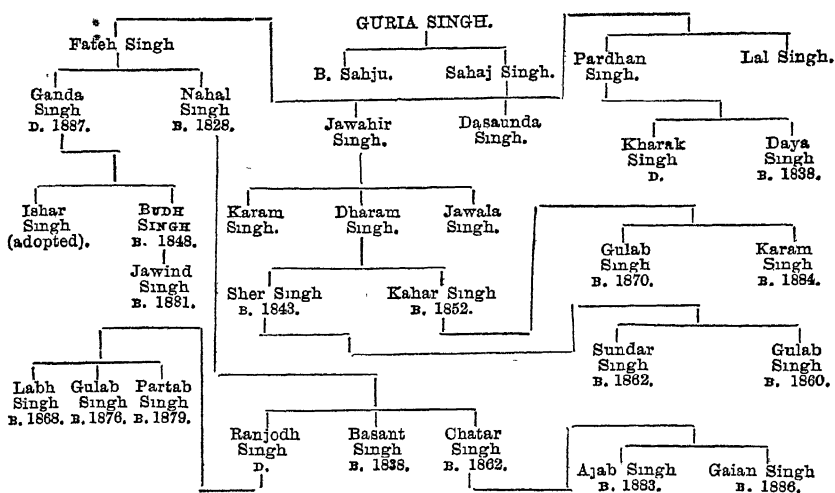 GURIA SINGH.
Fateh Singh
B. Sahju. Sahaj Singh.
Pardhan Singh.
Lal Singh.
Ganda Singh D. 1887.
Nahal Singh B. 1828.
Jawahir Singh.
Dasaunda Singh.
Kharak Singh D.
Daya Singh B. 1838.
Ishar Singh (adopted).
BUDH SINGH B. 1848.
Karam Singh.
Dharam Singh.
Jawala Singh.
Gulab Singh B. 1870.
Karam Singh B. 1884.
Jawind Singh B. 1881.
Sher Singh B. 1843.
Kahar Singh B. 1852.
Sundar Singh B. 1862.
Gulab Singh B. 1860.
Labh Singh B. 1868.
Gulab Singh B. 1876.
Partab Singh B. 1879.
Ranjodh Singh D.
Basant Singh B. 1838.
Chatar Singh B. 1862.
Ajab Singh B. 1883.
Gaian Singh B. 1886.